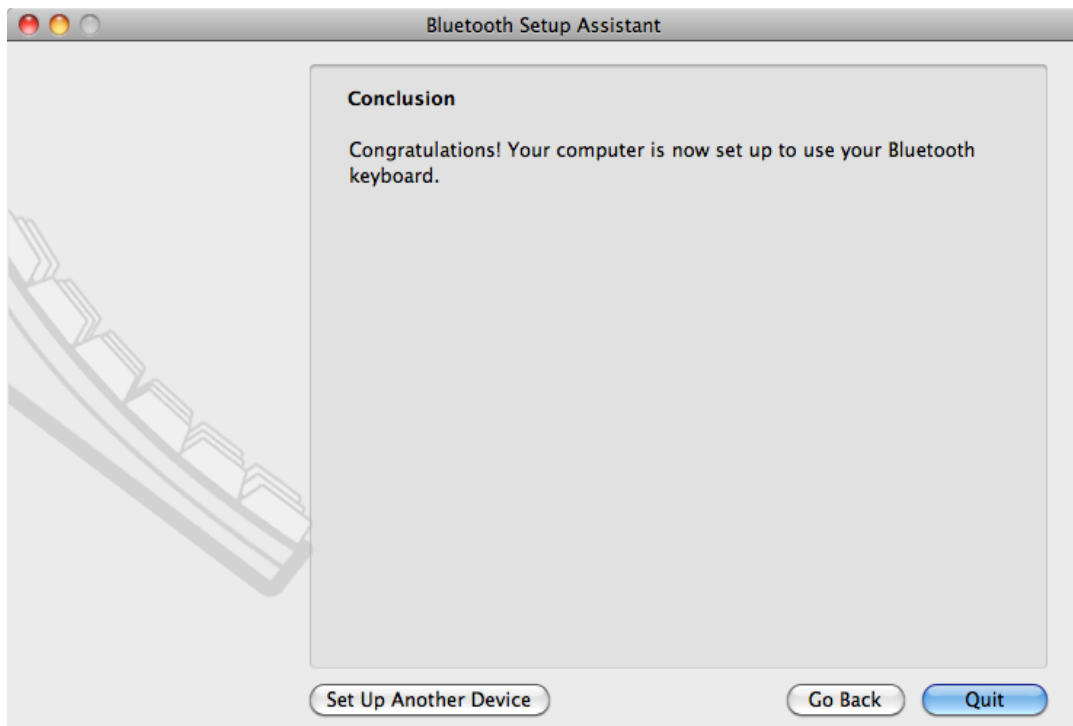 Bluetooth Setup Assistant
Conclusion
Congratulations! Your computer is now set up to use your Bluetooth
keyboard.
Set Up Another Device
Go Back
Quit